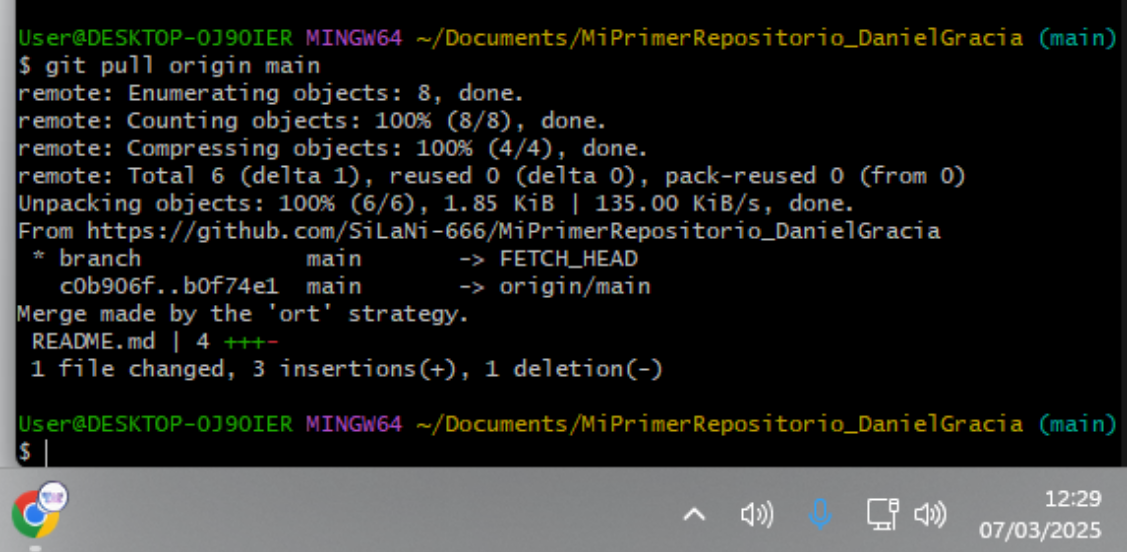 User@DESKTOP-OJ9OIER MINGW64 ~/Documents/MiPrimerRepositorio_DanielGracia (main)
$ git pull origin main
remote: Enumerating objects: 8, done.
remote: Counting objects: 100% (8/8), done.
remote: Compressing objects: 100% (4/4), done.
remote: Total 6 (delta 1), reused 0 (delta 0), pack-reused 0 (from 0)
Unpacking objects: 100% (6/6), 1.85 KiB | 135.00 KiB/s, done.
From https://github.com/SiLaNi-666/MiPrimerRepositorio_DanielGracia
 * branch            main       -> FETCH_HEAD
   c0b906f..b0f74e1  main       -> origin/main
Merge made by the 'ort' strategy.
 README.md | 4 +++-
 1 file changed, 3 insertions(+), 1 deletion(-)
User@DESKTOP-OJ9OIER MINGW64 ~/Documents/MiPrimerRepositorio_DanielGracia (main)
$
12:29
07/03/2025